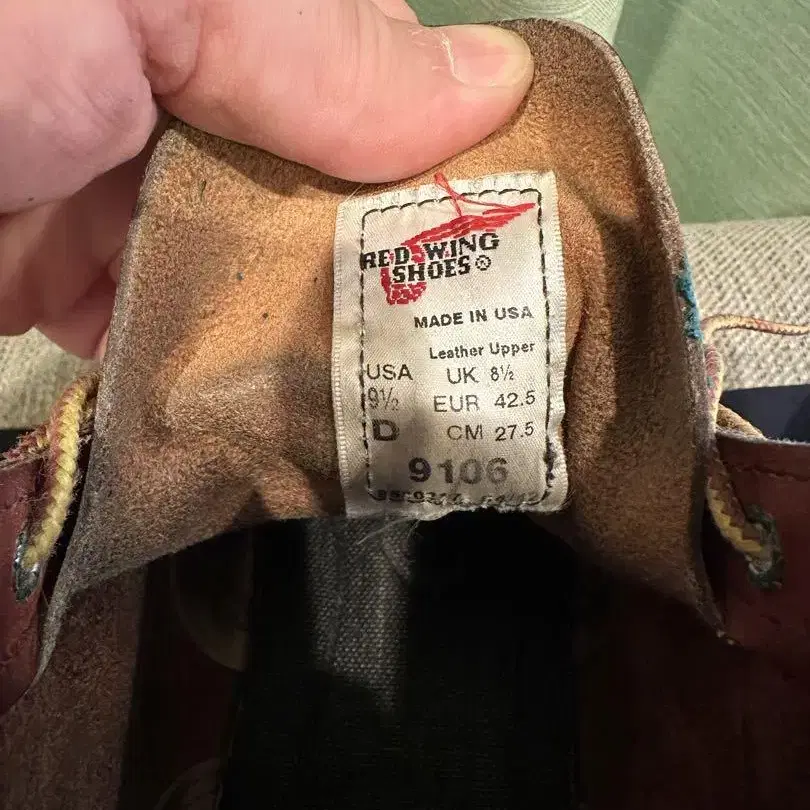 RED WING
SHOES®
MADE IN USA
Leather Upper
USA UK 8½
9½ EUR 42.5
D CM 27.5
9106